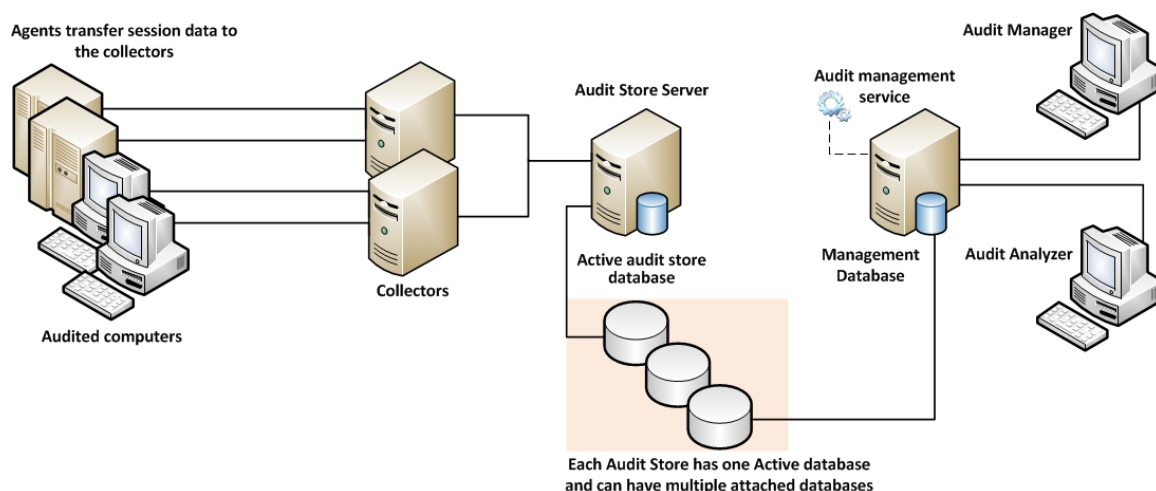 Agents transfer session data to
the collectors
Audited computers
Collectors
Audit Store Server
Active audit store
database
Each Audit Store has one Active database
and can have multiple attached databases
Audit management
service
Management
Database
Audit Manager
Audit Analyzer